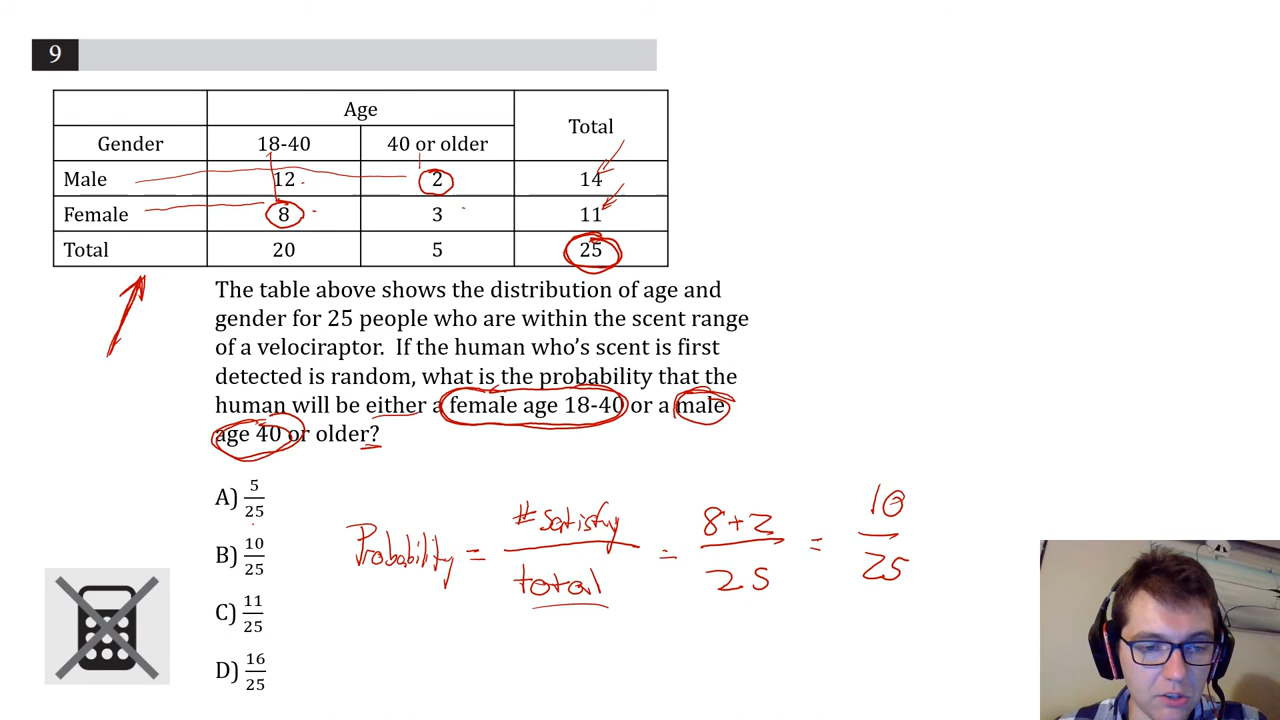 9
Age
Total
Gender 18-40 40 or older
Male 12 2 14
Female 8 3 11
Total 20 5 25
The table above shows the distribution of age and
gender for 25 people who are within the scent range
of a velociraptor. If the human who's scent is first
detected is random, what is the probability that the
human will be either a female age 18-40 or a male
age 40 or older?
A) 5/25
B) 10/25
C) 11/25
D) 16/25
Probability = # satisfy / total = 8+2 / 25 = 10 / 25